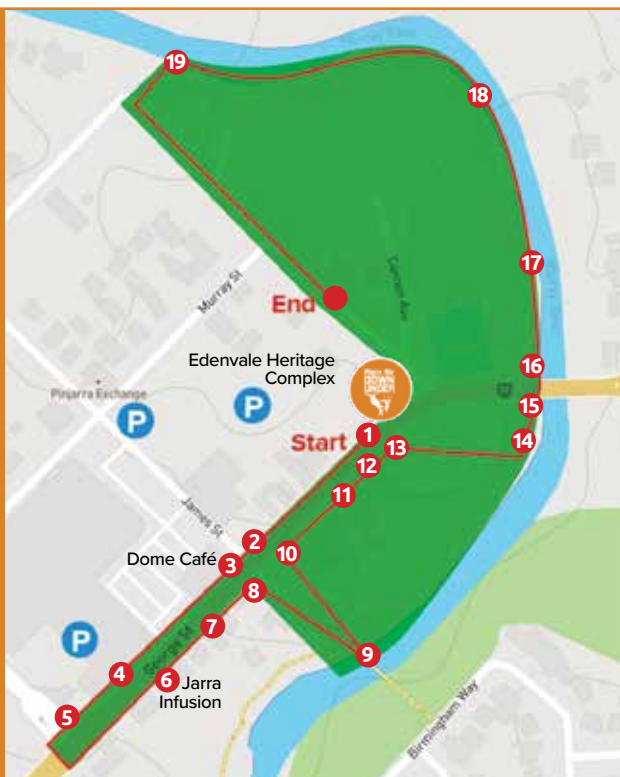 19
18
17
Murray St
End
Edenvale Heritage
Complex
DOWN
UNDER
Pinjarra Exchange
P
P
Start
1
16
15
14
13
12
11
James St
2
Dome Café
3
10
8
7
9
P
George St
4
6
Jarra
Infusion
5
Birmingham Way